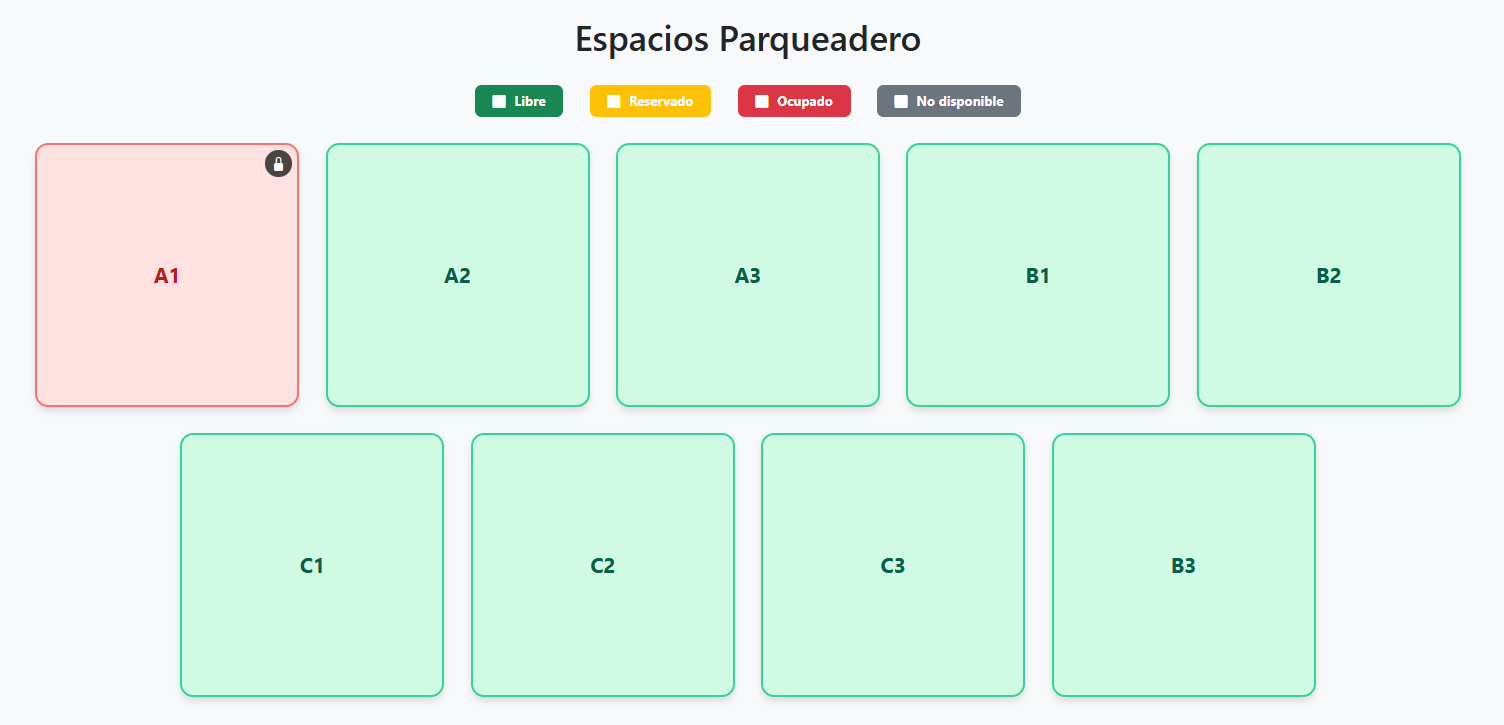 Espacios Parqueadero
Libre Reservado Ocupado No disponible
A1 A2 A3 B1 B2
C1 C2 C3 B3